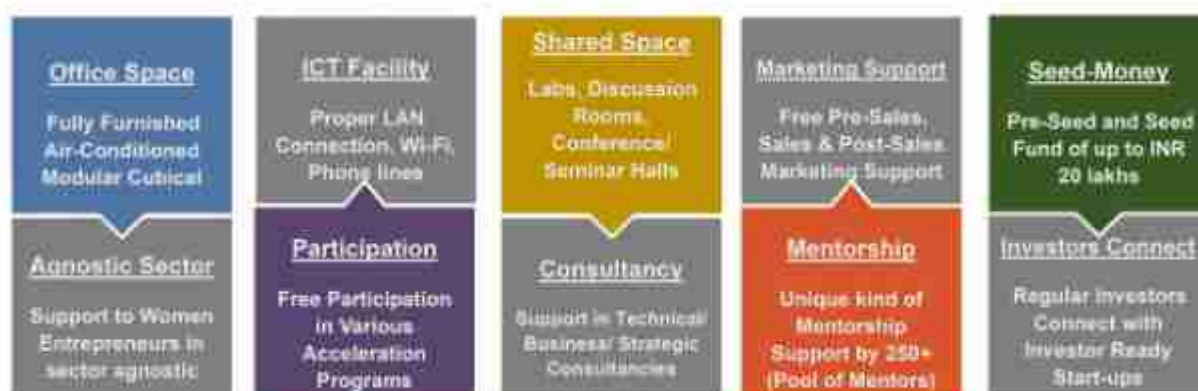 Office Space
Fully Furnished
Air-Conditioned
Modular Cubical
ICT Facility
Proper LAN
Connection, Wi-Fi,
Phone lines
Shared Space
Labs, Discussion
Rooms,
Conference/
Seminar Halls
Marketing Support
Free Pre-Sales,
Sales & Post-Sales.
Marketing Support
Seed-Money
Pre-Seed and Seed
Fund of up to INR
20 lakhs
Agnostic Sector
Support to Women
Entrepreneurs in
sector agnostic
Participation
Free Participation
in Various
Acceleration
Programs
Consultancy
Support in Technical/
Business/ Strategic
Consultancies
Mentorship
Unique kind of
Mentorship
Support by 250+
(Pool of Mentors)
Investors Connect
Regular Investors
Connect with
Investor Ready
Start-ups